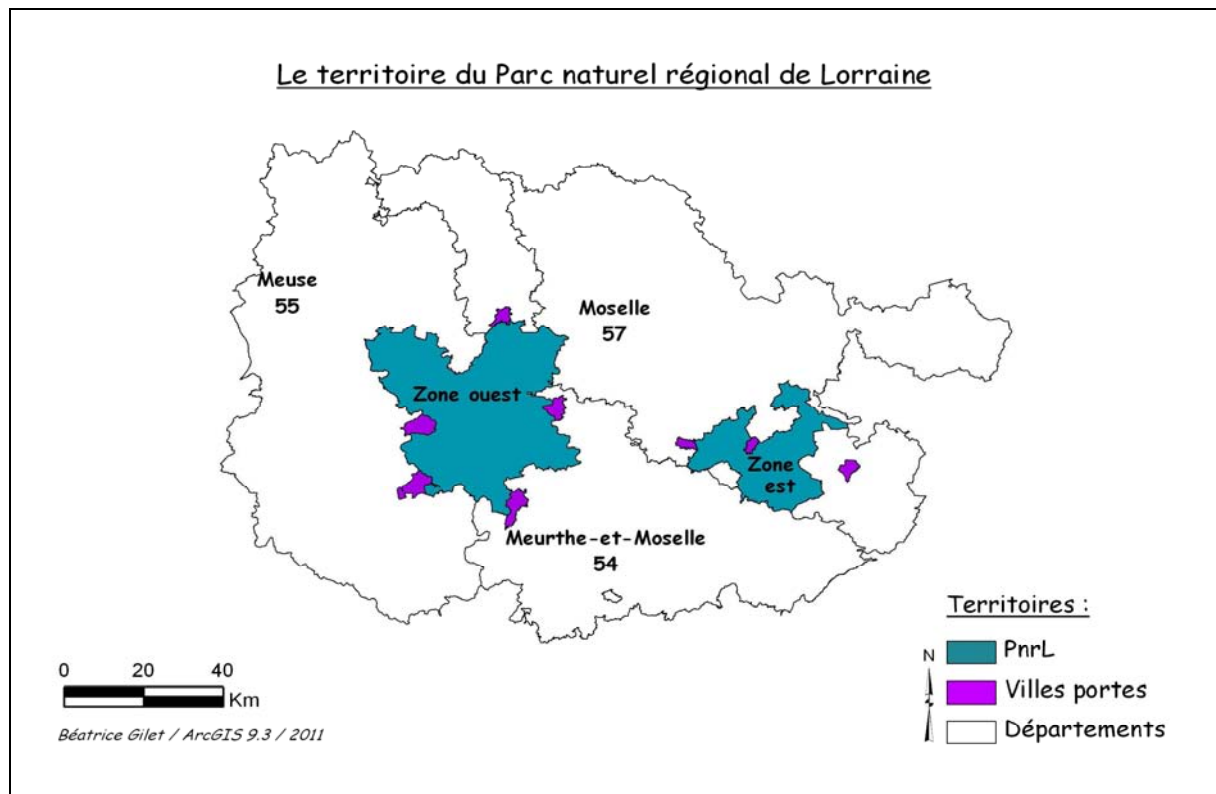 Le territoire du Parc naturel régional de Lorraine
Meuse
55
Moselle
57
Zone ouest
Zone
est
Meurthe-et-Moselle
54
Territoires :
PnrL
Villes portes
Départements
N
0 20 40
Km
Béatrice Gilet / ArcGIS 9.3 / 2011